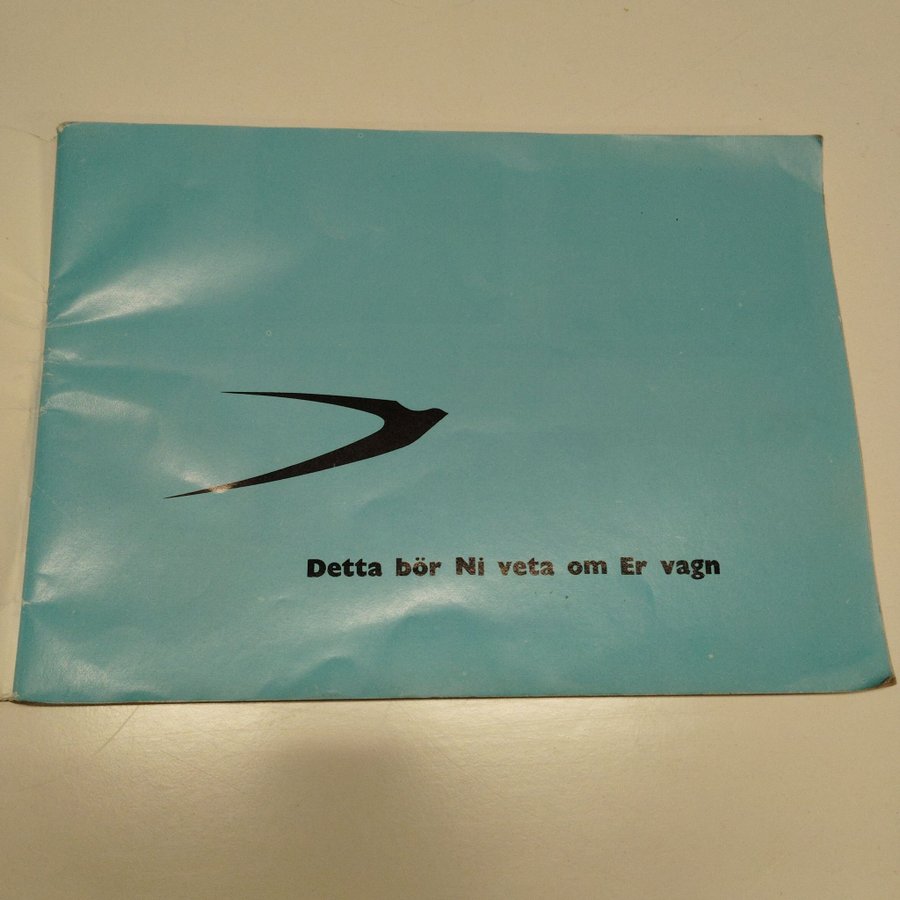 Detta bör Ni veta om Er vagn